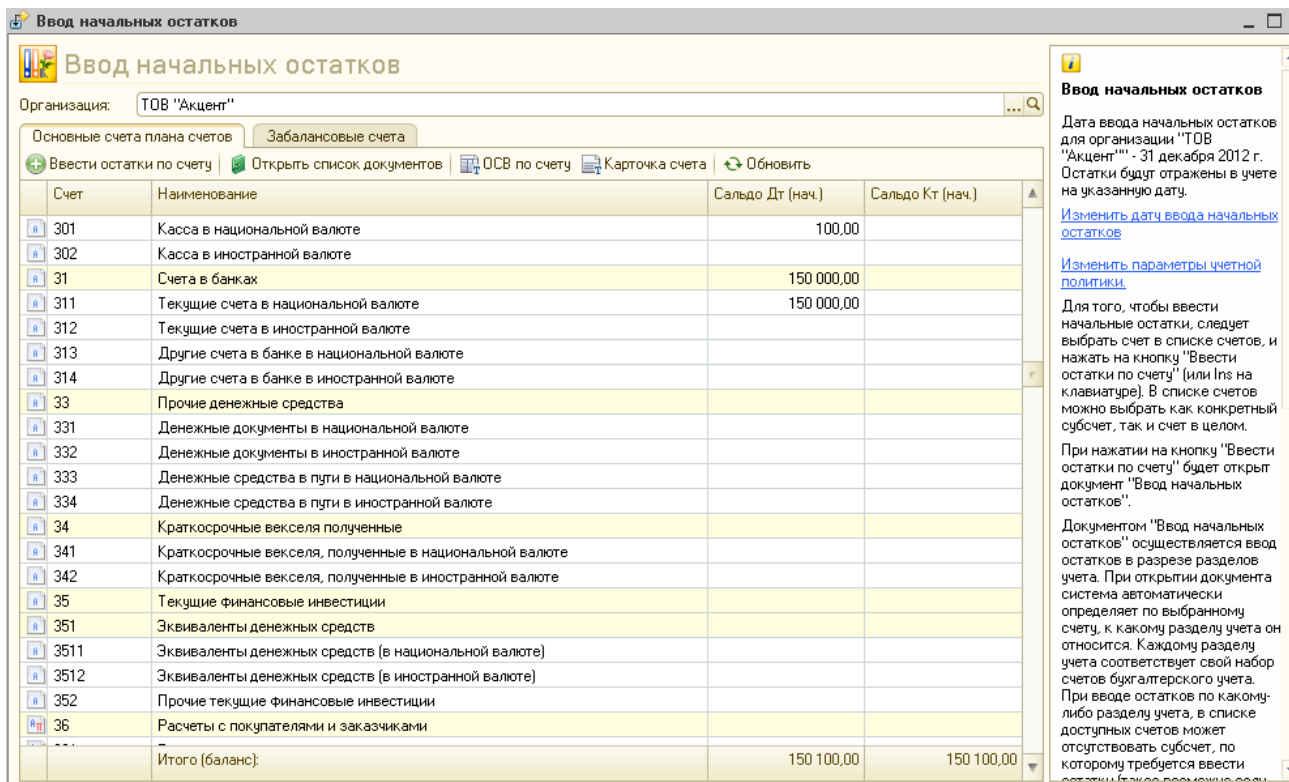 Ввод начальных остатков
Ввод начальных остатков
Организация: ТОВ "Акцент" ...
Основные счета плана счетов Забалансовые счета
Ввести остатки по счету Открыть список документов ОСВ по счету Карточка счета Обновить
Счет Наименование Сальдо Дт (нач.) Сальдо Кт (нач.)
301 Касса в национальной валюте 100,00
302 Касса в иностранной валюте
31 Счета в банках 150 000,00
311 Текущие счета в национальной валюте 150 000,00
312 Текущие счета в иностранной валюте
313 Другие счета в банке в национальной валюте
314 Другие счета в банке в иностранной валюте
33 Прочие денежные средства
331 Денежные документы в национальной валюте
332 Денежные документы в иностранной валюте
333 Денежные средства в пути в национальной валюте
334 Денежные средства в пути в иностранной валюте
34 Краткосрочные векселя полученные
341 Краткосрочные векселя, полученные в национальной валюте
342 Краткосрочные векселя, полученные в иностранной валюте
35 Текущие финансовые инвестиции
351 Эквиваленты денежных средств
3511 Эквиваленты денежных средств (в национальной валюте)
3512 Эквиваленты денежных средств (в иностранной валюте)
352 Прочие текущие финансовые инвестиции
36 Расчеты с покупателями и заказчиками
Итого (баланс): 150 100,00 150 100,00
Ввод начальных остатков
Дата ввода начальных остатков
для организации "ТОВ
"Акцент"" - 31 декабря 2012 г.
Остатки будут отражены в учете
на указанную дату.
Изменить дату ввода начальных
остатков
Изменить параметры учетной
политики.
Для того, чтобы ввести
начальные остатки, следует
выбрать счет в списке счетов, и
нажать на кнопку "Ввести
остатки по счету" (или Ins на
клавиатуре). В списке счетов
можно выбрать как конкретный
субсчет, так и счет в целом.
При нажатии на кнопку "Ввести
остатки по счету" будет открыт
документ "Ввод начальных
остатков".
Документом "Ввод начальных
остатков" осуществляется ввод
остатков в разрезе разделов
учета. При открытии документа
система автоматически
определяет по выбранному
счету, к какому разделу учета он
относится. Каждому разделу
учета соответствует свой набор
счетов бухгалтерского учета.
При вводе остатков по какому-
либо разделу учета, в списке
доступных счетов может
отсутствовать субсчет, по
которому требуется ввести